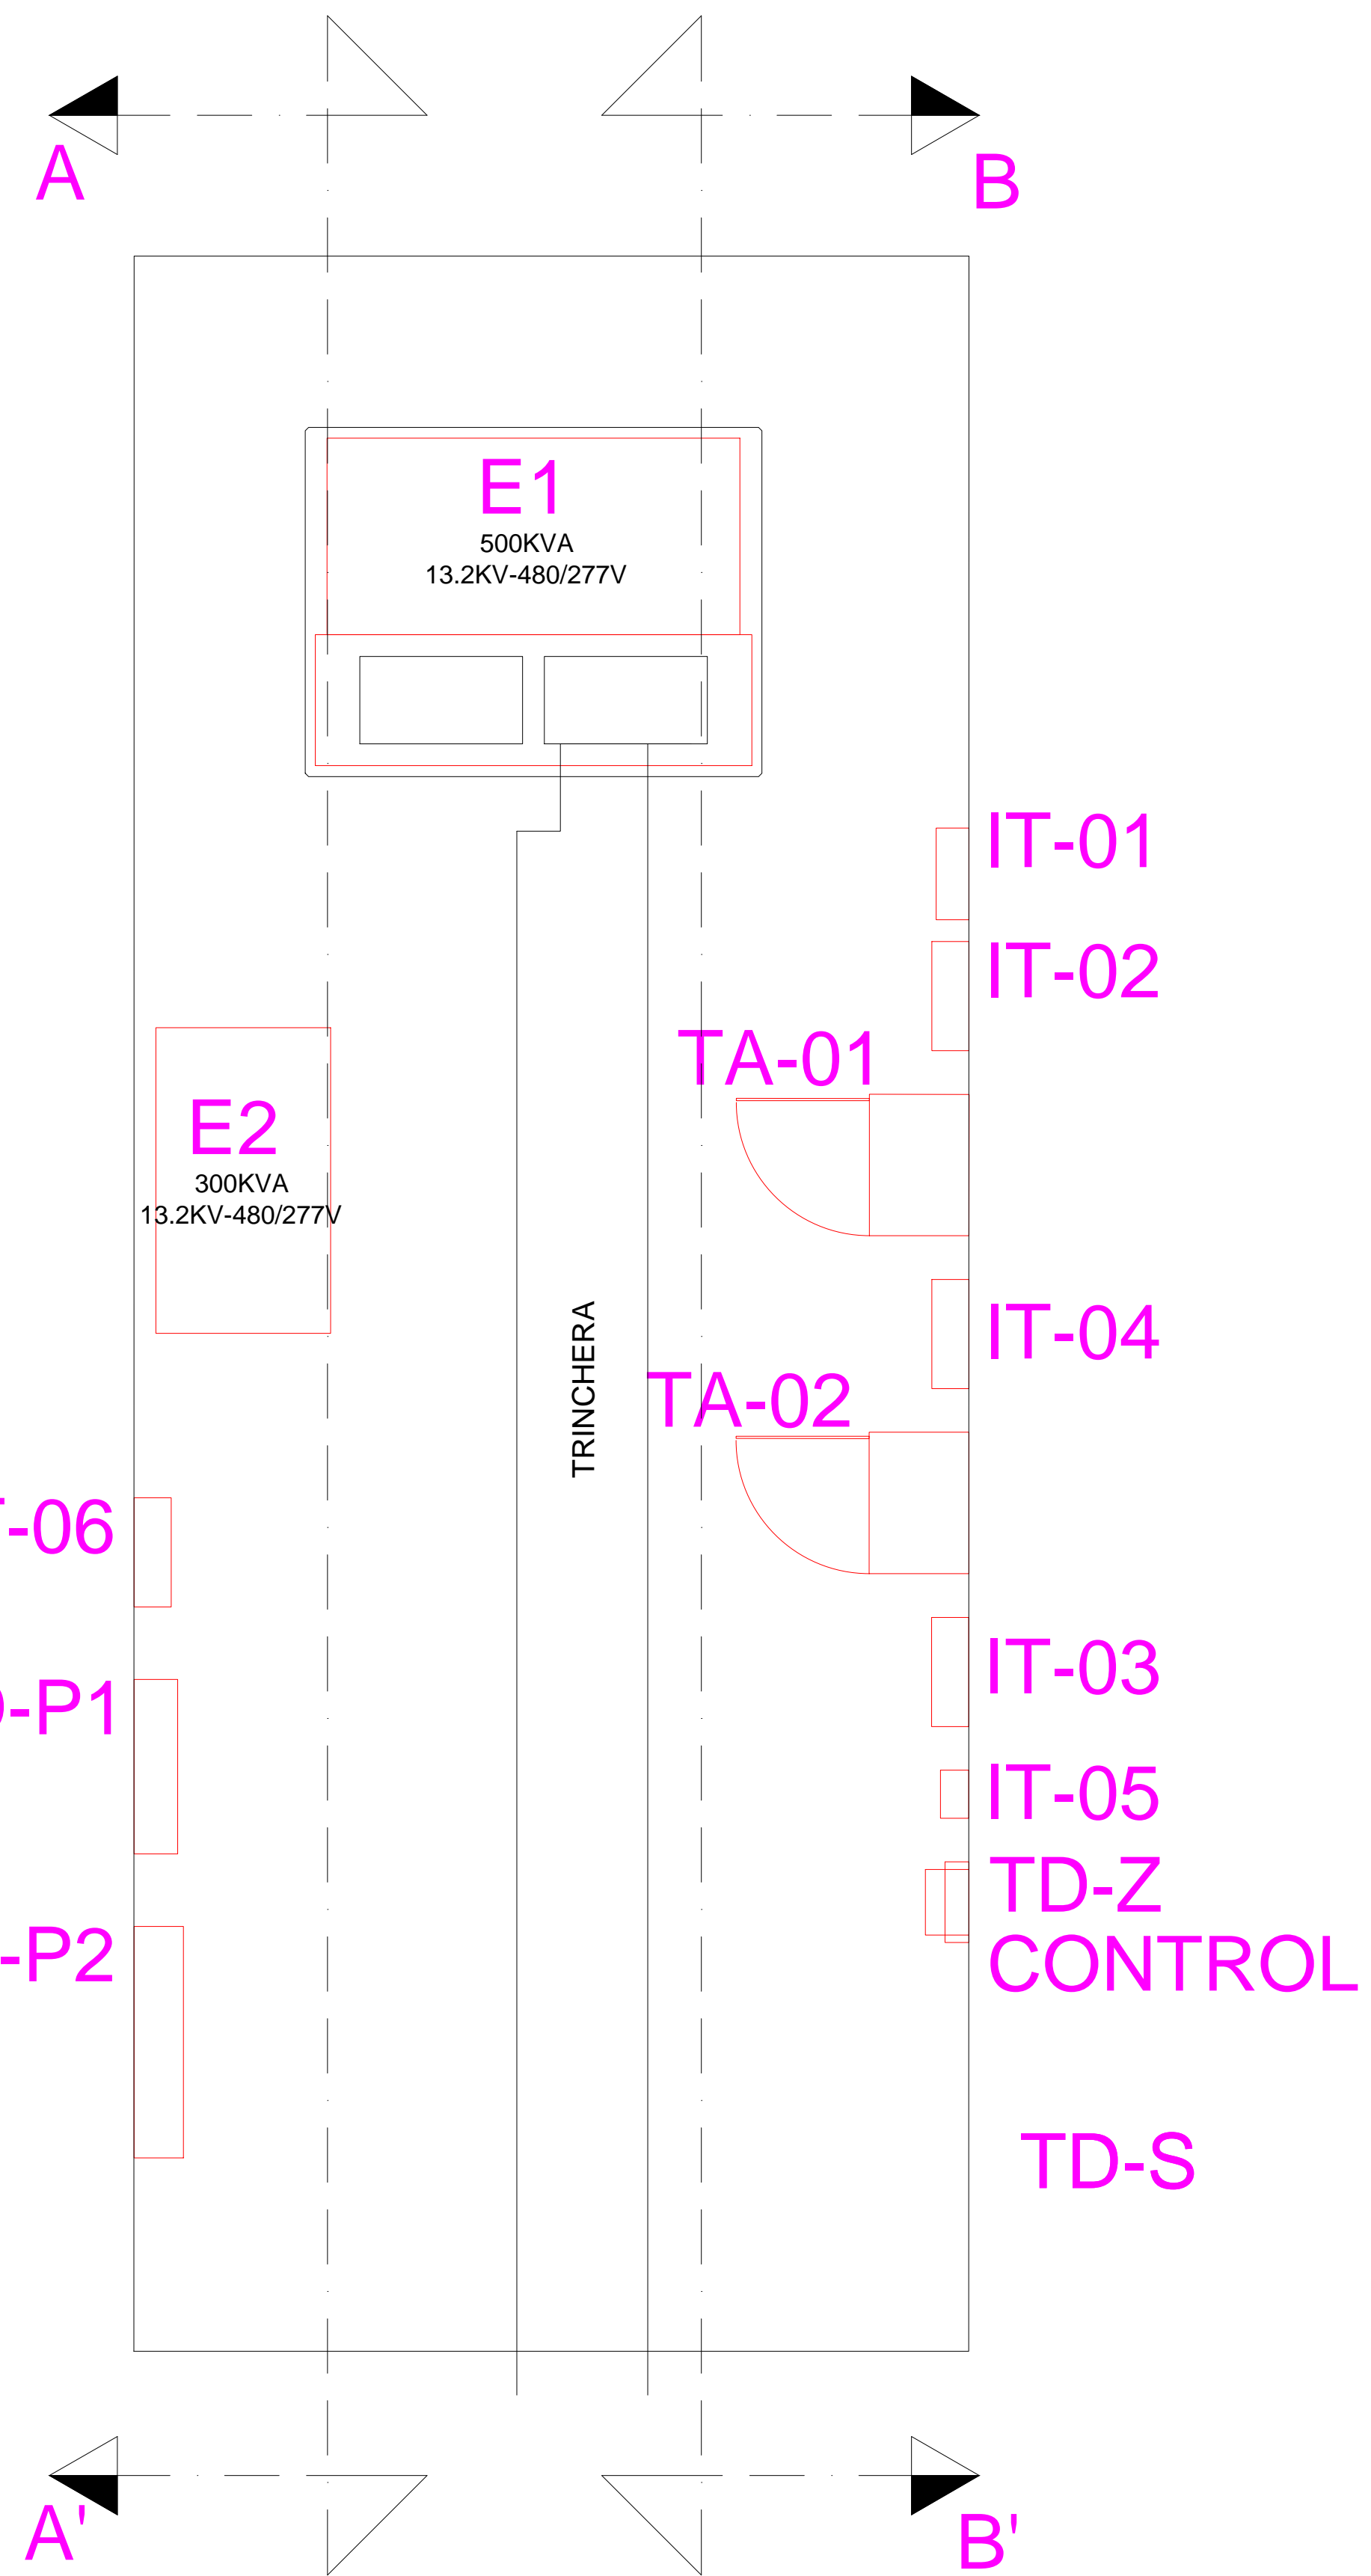 A
B
E1
500KVA
13.2KV-480/277V
IT-01
IT-02
TA-01
E2
300KVA
13.2KV-480/277V
IT-04
TRINCHERA
TA-02
-06
IT-03
-P1
IT-05
TD-Z
CONTROL
-P2
TD-S
A'
B'